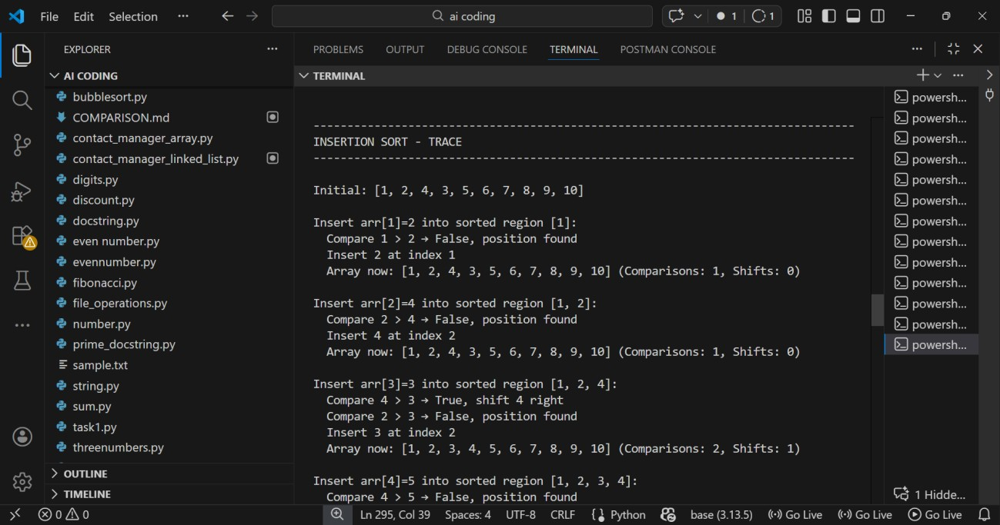 File Edit Selection ··· ai coding 1 1
EXPLORER ···
AI CODING
bubblesort.py
COMPARISON.md
contact_manager_array.py
contact_manager_linked_list.py
digits.py
discount.py
docstring.py
even number.py
evennumber.py
fibonacci.py
file_operations.py
number.py
prime_docstring.py
sample.txt
string.py
sum.py
task1.py
threenumbers.py
OUTLINE
TIMELINE
PROBLEMS OUTPUT DEBUG CONSOLE TERMINAL POSTMAN CONSOLE ···
TERMINAL
--------------------------------------------------------------------------------
INSERTION SORT - TRACE
--------------------------------------------------------------------------------
Initial: [1, 2, 4, 3, 5, 6, 7, 8, 9, 10]
Insert arr[1]=2 into sorted region [1]:
Compare 1 > 2 → False, position found
Insert 2 at index 1
Array now: [1, 2, 4, 3, 5, 6, 7, 8, 9, 10] (Comparisons: 1, Shifts: 0)
Insert arr[2]=4 into sorted region [1, 2]:
Compare 2 > 4 → False, position found
Insert 4 at index 2
Array now: [1, 2, 4, 3, 5, 6, 7, 8, 9, 10] (Comparisons: 1, Shifts: 0)
Insert arr[3]=3 into sorted region [1, 2, 4]:
Compare 4 > 3 → True, shift 4 right
Compare 2 > 3 → False, position found
Insert 3 at index 2
Array now: [1, 2, 3, 4, 5, 6, 7, 8, 9, 10] (Comparisons: 2, Shifts: 1)
Insert arr[4]=5 into sorted region [1, 2, 3, 4]:
Compare 4 > 5 → False, position found
powersh...
powersh...
powersh...
powersh...
powersh...
powersh...
powersh...
powersh...
powersh...
powersh...
powersh...
powersh...
powersh...
1 Hidde...
0 0 Ln 295, Col 39 Spaces: 4 UTF-8 CRLF Python base (3.13.5) Go Live Go Live Go Live